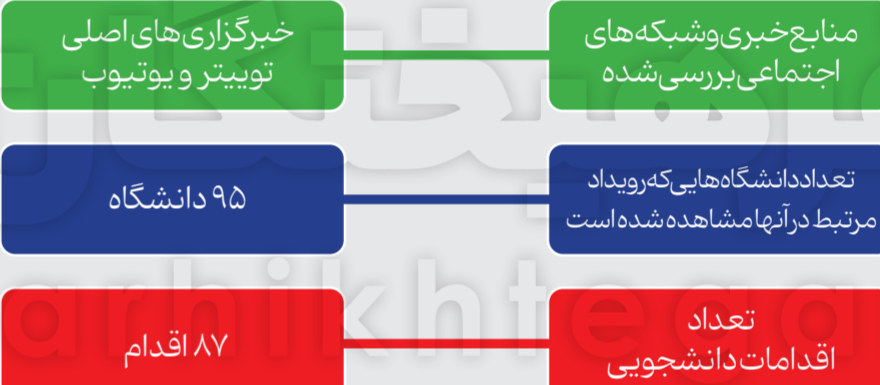 منابع خبری و شبکه‌های
اجتماعی بررسی شده
خبرگزاری‌های اصلی
توییتر و یوتیوب
تعداد دانشگاه‌هایی که رویداد
مرتبط در آنها مشاهده شده است
۹۵ دانشگاه
تعداد
اقدامات دانشجویی
۸۷ اقدام
arhikhtega